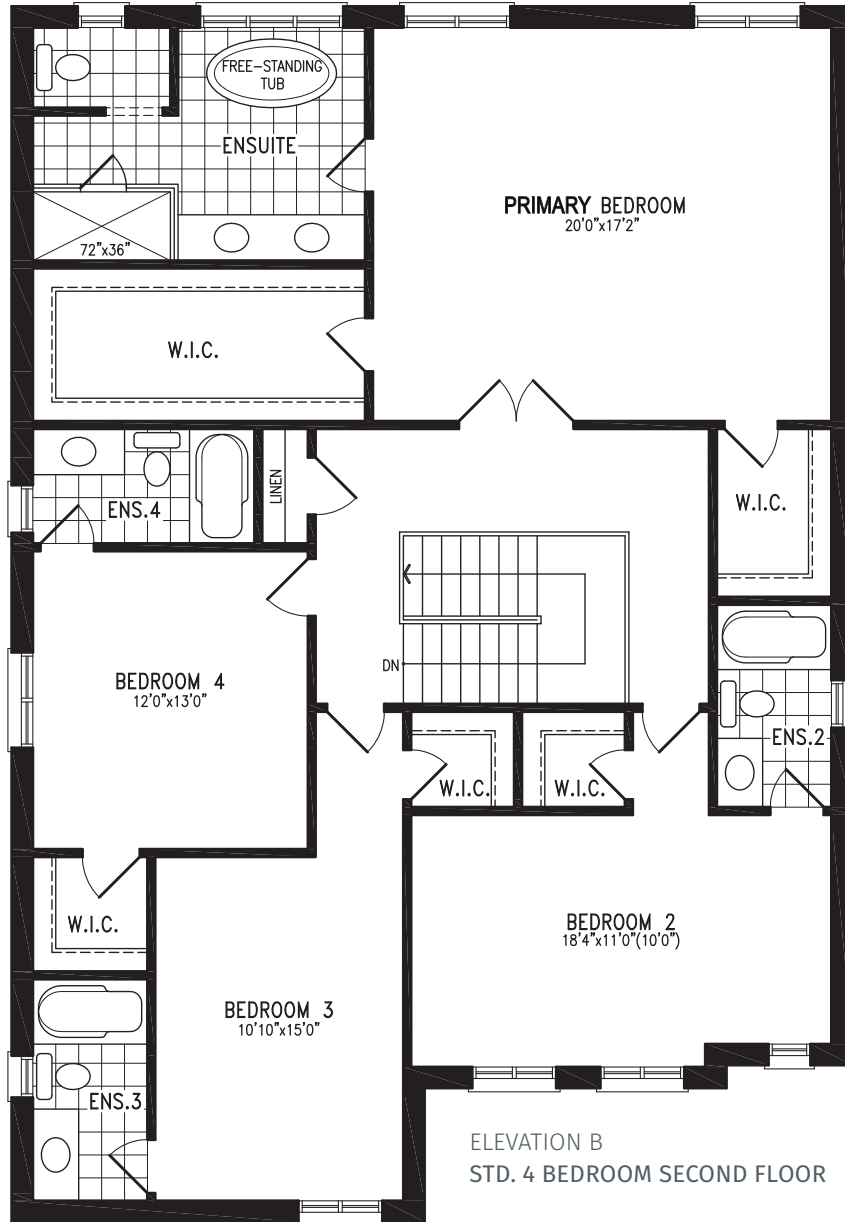 FREE-STANDING
TUB
ENSUITE
PRIMARY BEDROOM
20'0"x17'2"
72"x36"
W.I.C.
ENS.4
LINEN
W.I.C.
DN
BEDROOM 4
12'0"x13'0"
ENS.2
W.I.C.
W.I.C.
W.I.C.
BEDROOM 2
18'4"x11'0"(10'0")
BEDROOM 3
10'10"x15'0"
ENS.3
ELEVATION B
STD. 4 BEDROOM SECOND FLOOR